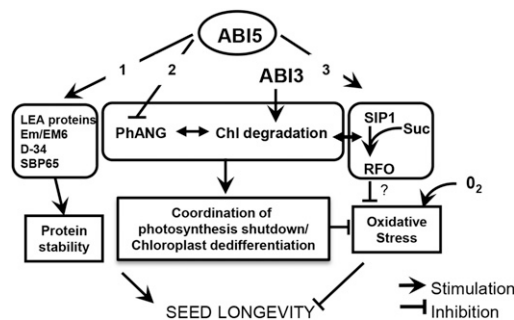 ABI5
1
2
3
ABI3
LEA proteins
Em/EM6
D-34
SBP65
PhANG
Chl degradation
SIP1
Suc
RFO
?
O2
Protein
stability
Coordination of
photosynthesis shutdown/
Chloroplast dedifferentiation
Oxidative
Stress
SEED LONGEVITY
Stimulation
Inhibition